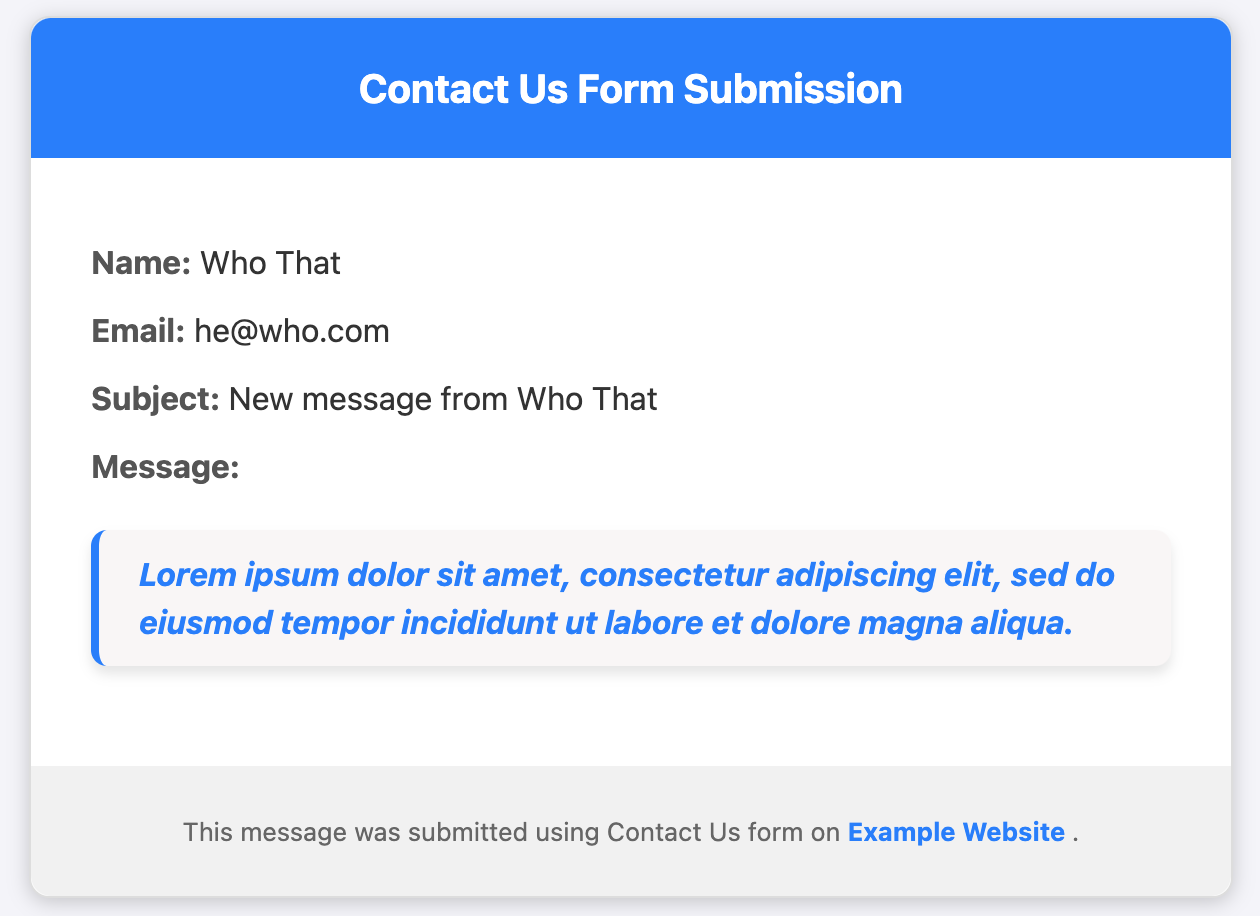 Contact Us Form Submission
Name: Who That
Email: he@who.com
Subject: New message from Who That
Message:
Lorem ipsum dolor sit amet, consectetur adipiscing elit, sed do
eiusmod tempor incididunt ut labore et dolore magna aliqua.
This message was submitted using Contact Us form on Example Website .